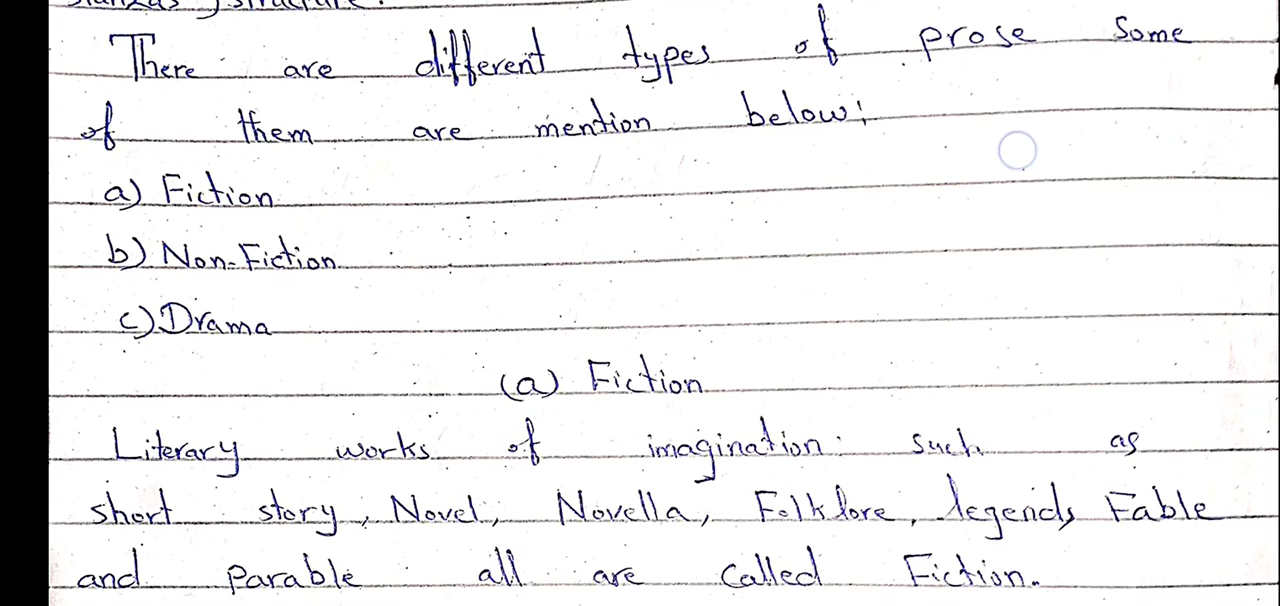 There are different types of prose Some
of them are mention below:
a) Fiction
b) Non-Fiction
c) Drama
(a) Fiction
Literary works of imagination such as
short story, Novel, Novella, Folklore, legends, Fable
and Parable all are called Fiction.